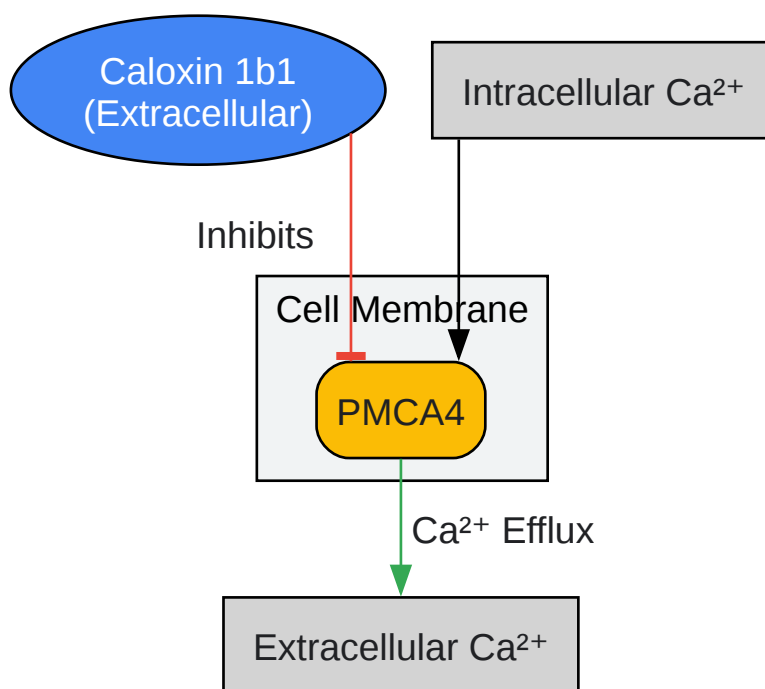 Caloxin 1b1
(Extracellular)
Intracellular Ca²⁺
Inhibits
Cell Membrane
PMCA4
Ca²⁺ Efflux
Extracellular Ca²⁺